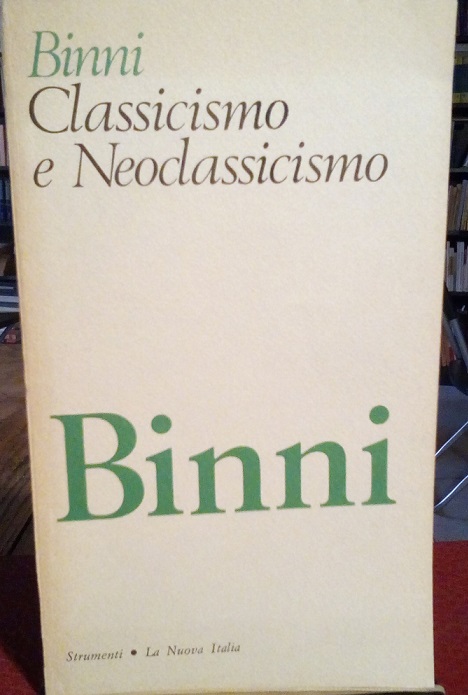 Binni
Classicismo
e Neoclassicismo
Binni
Strumenti • La Nuova Italia